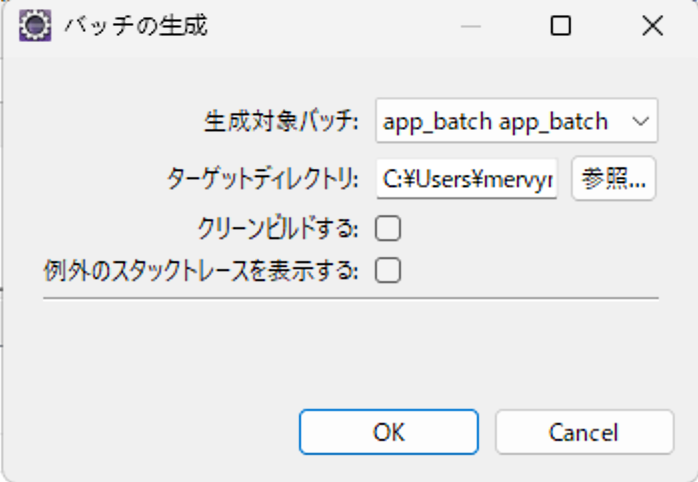 バッチの生成
生成対象バッチ: app_batch app_batch
ターゲットディレクトリ: C:¥Users¥mervyr 参照...
クリーンビルドする:
例外のスタックトレースを表示する:
OK Cancel